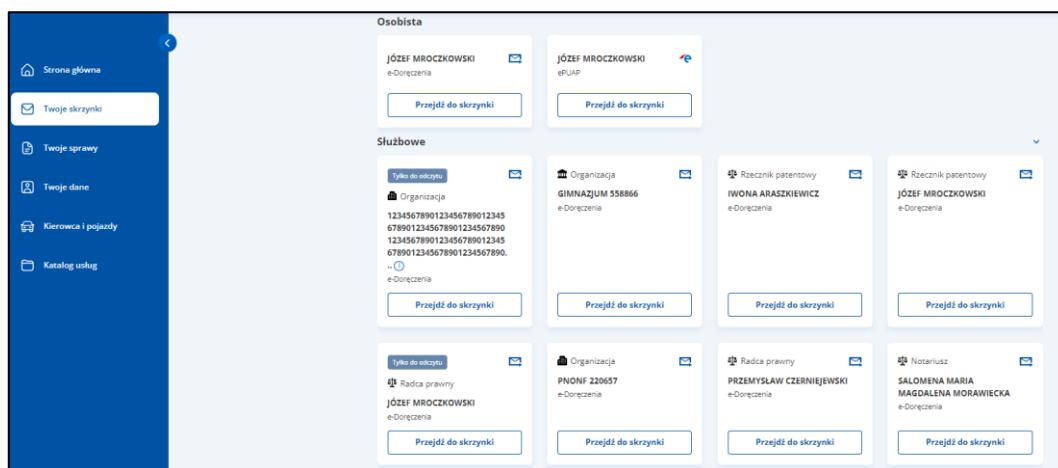 Strona główna
Twoje skrzynki
Twoje sprawy
Twoje dane
Kierowca i pojazdy
Katalog usług
Osobista
JÓZEF MROCZKOWSKI
e-Doręczenia
Przejdź do skrzynki
JÓZEF MROCZKOWSKI
ePUAP
Przejdź do skrzynki
Służbowe
Tylko do odczytu
Organizacja
1234567890123456789012345
6789012345678901234567890
1234567890123456789012345
6789012345678901234567890.
..
e-Doręczenia
Przejdź do skrzynki
Organizacja
GIMNAZJUM 558866
e-Doręczenia
Przejdź do skrzynki
Rzecznik patentowy
IWONA ARASZKIEWICZ
e-Doręczenia
Przejdź do skrzynki
Rzecznik patentowy
JÓZEF MROCZKOWSKI
e-Doręczenia
Przejdź do skrzynki
Tylko do odczytu
Radca prawny
JÓZEF MROCZKOWSKI
e-Doręczenia
Przejdź do skrzynki
Organizacja
PNONF 220657
e-Doręczenia
Przejdź do skrzynki
Radca prawny
PRZEMYSŁAW CZERNIEJEWSKI
e-Doręczenia
Przejdź do skrzynki
Notariusz
SALOMENA MARIA
MAGDALENA MORAWIECKA
e-Doręczenia
Przejdź do skrzynki